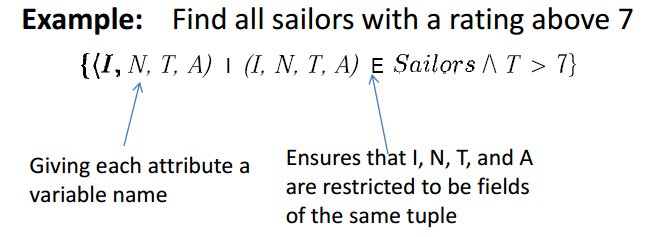 Example: Find all sailors with a rating above 7
{⟨I, N, T, A) | (I, N, T, A) E Sailors ∧ T > 7}
Giving each attribute a
variable name
Ensures that I, N, T, and A
are restricted to be fields
of the same tuple